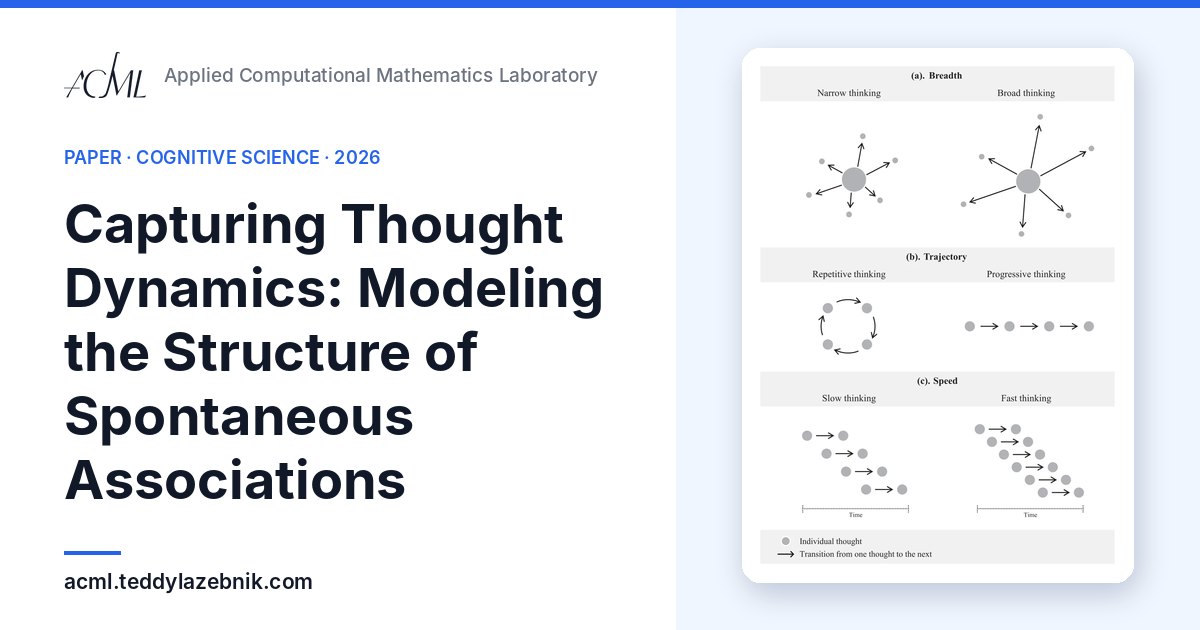 ACML
Applied Computational Mathematics Laboratory
PAPER · COGNITIVE SCIENCE · 2026
Capturing Thought
Dynamics: Modeling
the Structure of
Spontaneous
Associations
acml.teddylazebnik.com
(a). Breadth
Narrow thinking
Broad thinking
(b). Trajectory
Repetitive thinking
Progressive thinking
(c). Speed
Slow thinking
Fast thinking
Time
Time
Individual thought
Transition from one thought to the next